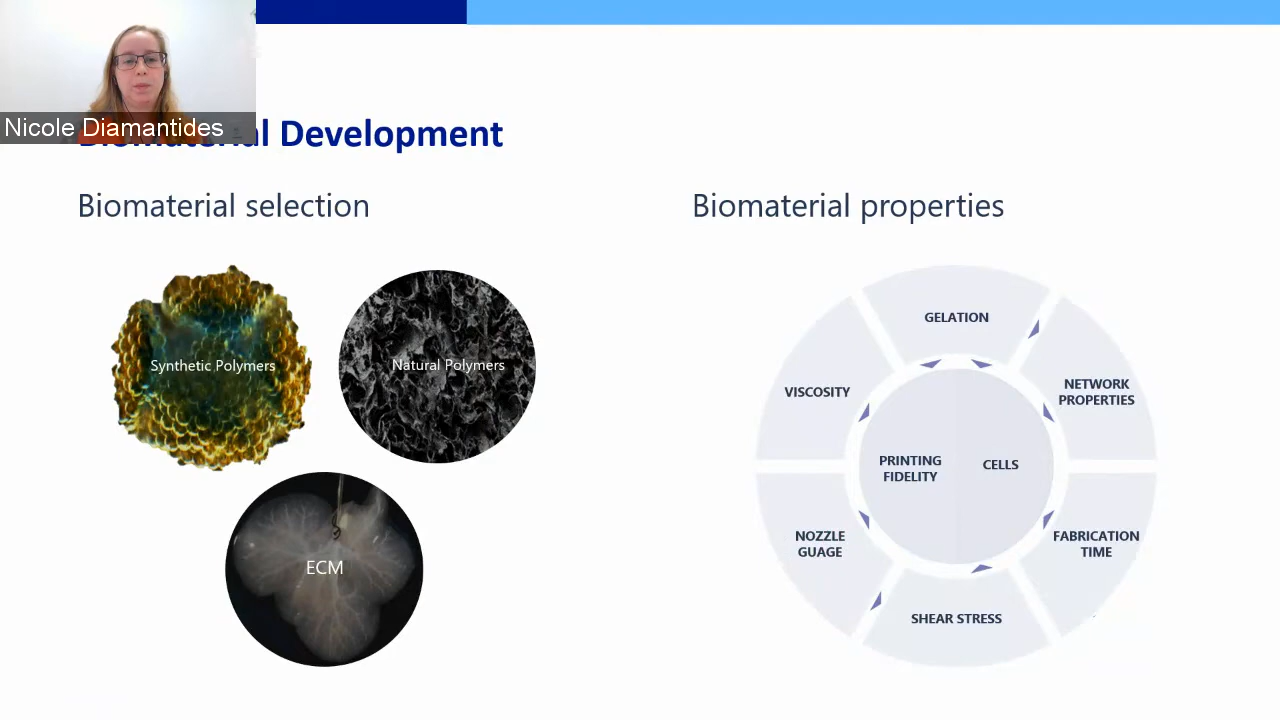 Nicole Diamantides
Biomaterial Development
Biomaterial selection
Biomaterial properties
Synthetic Polymers
Natural Polymers
ECM
GELATION
NETWORK
PROPERTIES
FABRICATION
TIME
SHEAR STRESS
NOZZLE
GUAGE
VISCOSITY
PRINTING
FIDELITY
CELLS